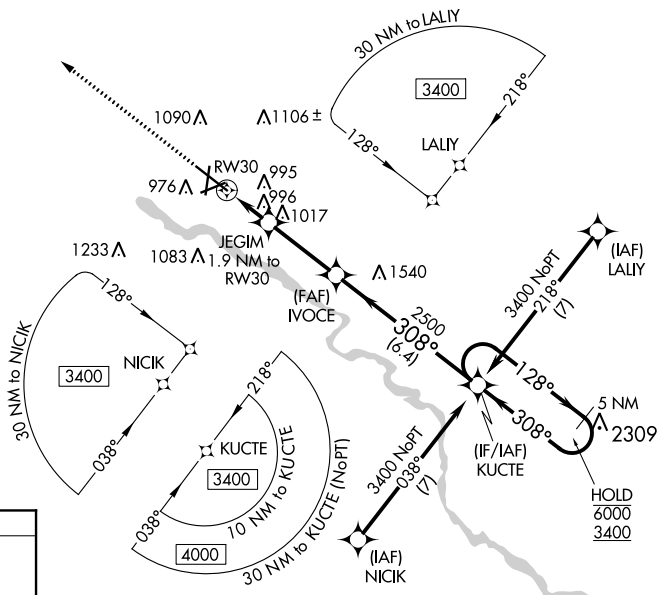 30 NM to LALIY
3400
218°
128°
LALIY
1090
1106 ±
RW30
995
976
996
1017
JEGIM
1.9 NM to
RW30
1233
1083
1540
(FAF)
IVOCE
(IAF)
LALIY
3400 NoPT
218°
(7)
2500
308°
(6.4)
128°
308°
5 NM
2309
(IF/IAF)
KUCTE
HOLD
6000
3400
3400 NoPT
038°
(7)
(IAF)
NICIK
30 NM to NICIK
128°
3400
NICIK
038°
218°
KUCTE
3400
10 NM to KUCTE
038°
4000
30 NM to KUCTE (NoPT)